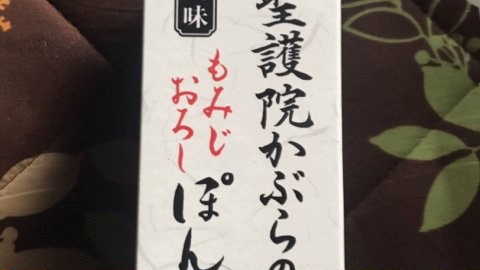 聖護院かぶらの
もみじ
おろし
ぽん
味